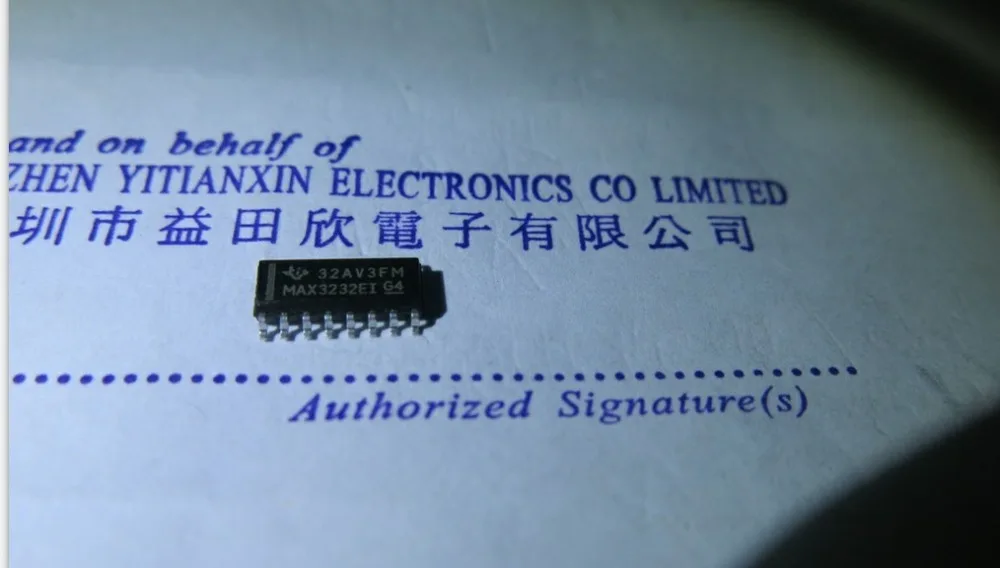 and on behalf of
ZHEN YITIANXIN ELECTRONICS CO LIMITED
圳市益田欣電子有限公司
32AV3FM
MAX3232EI G4
Authorized Signature(s)